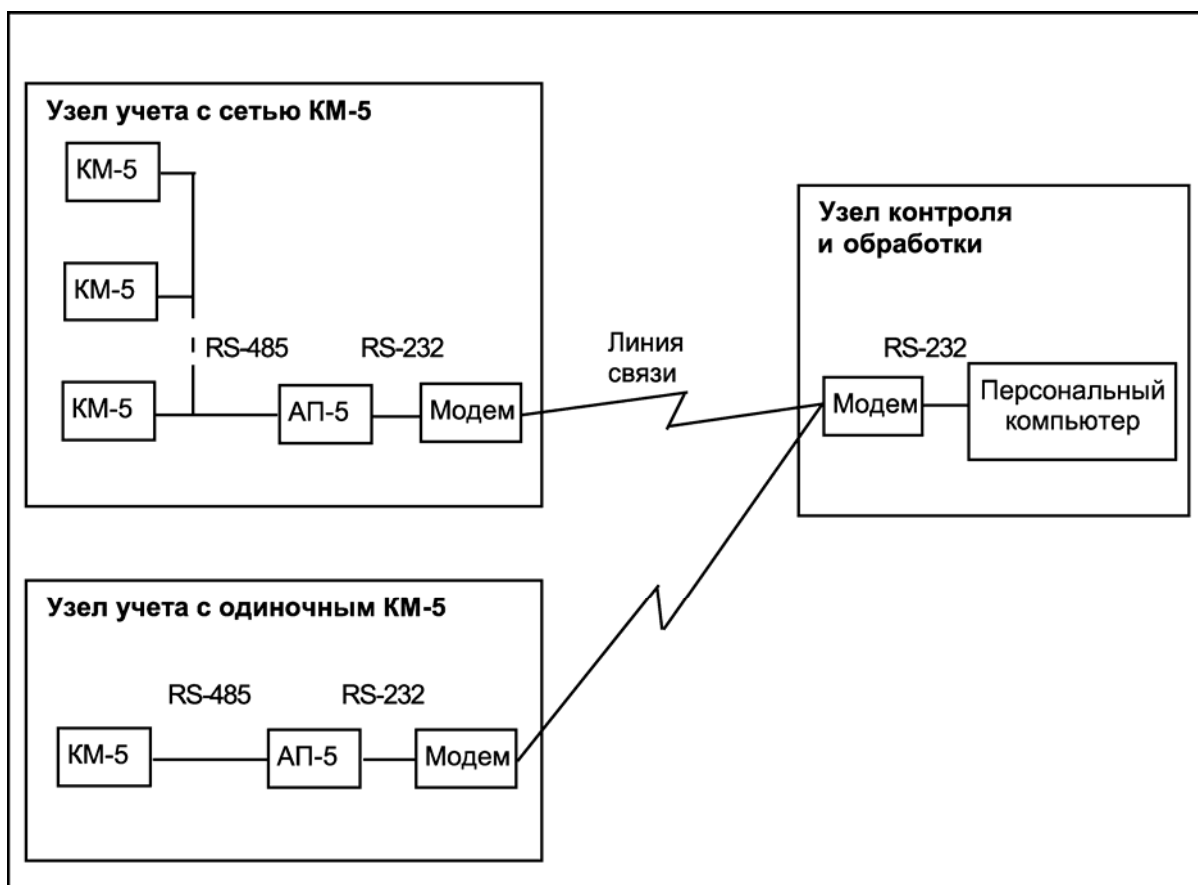 Узел учета с сетью КМ-5
КМ-5
КМ-5
RS-485
RS-232
КМ-5
АП-5
Модем
Линия
связи
Узел контроля
и обработки
RS-232
Модем
Персональный
компьютер
Узел учета с одиночным КМ-5
RS-485
RS-232
КМ-5
АП-5
Модем